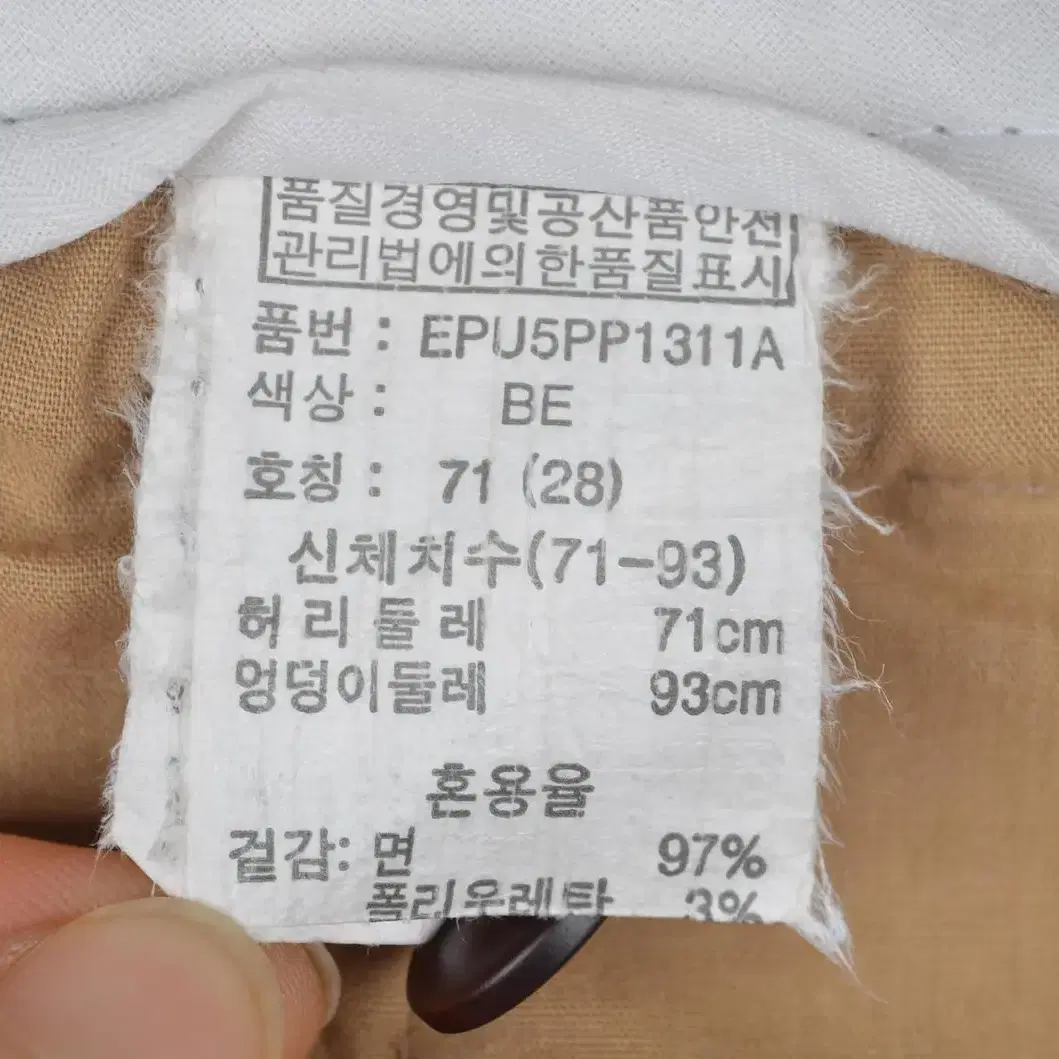 품질경영및공산품안전
관리법에의한품질표시
품번 : EPU5PP1311A
색상 : BE
호칭 : 71 (28)
신체치수(71-93)
허리둘레 71cm
엉덩이둘레 93cm
혼용율
겉감: 면 97%
폴리우레탄 3%